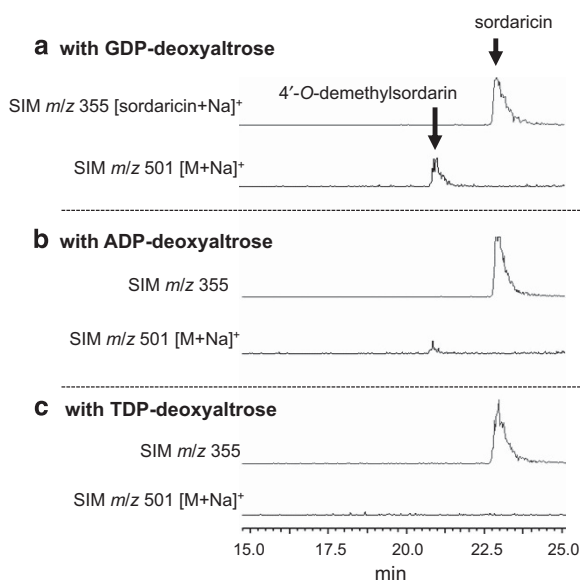 sordaricin
a with GDP-deoxyaltrose
4′-O-demethylsordarin
SIM m/z 355 [sordaricin+Na]+
SIM m/z 501 [M+Na]+
b with ADP-deoxyaltrose
SIM m/z 355
SIM m/z 501 [M+Na]+
c with TDP-deoxyaltrose
SIM m/z 355
SIM m/z 501 [M+Na]+
15.0 17.5 20.0 22.5 25.0
min